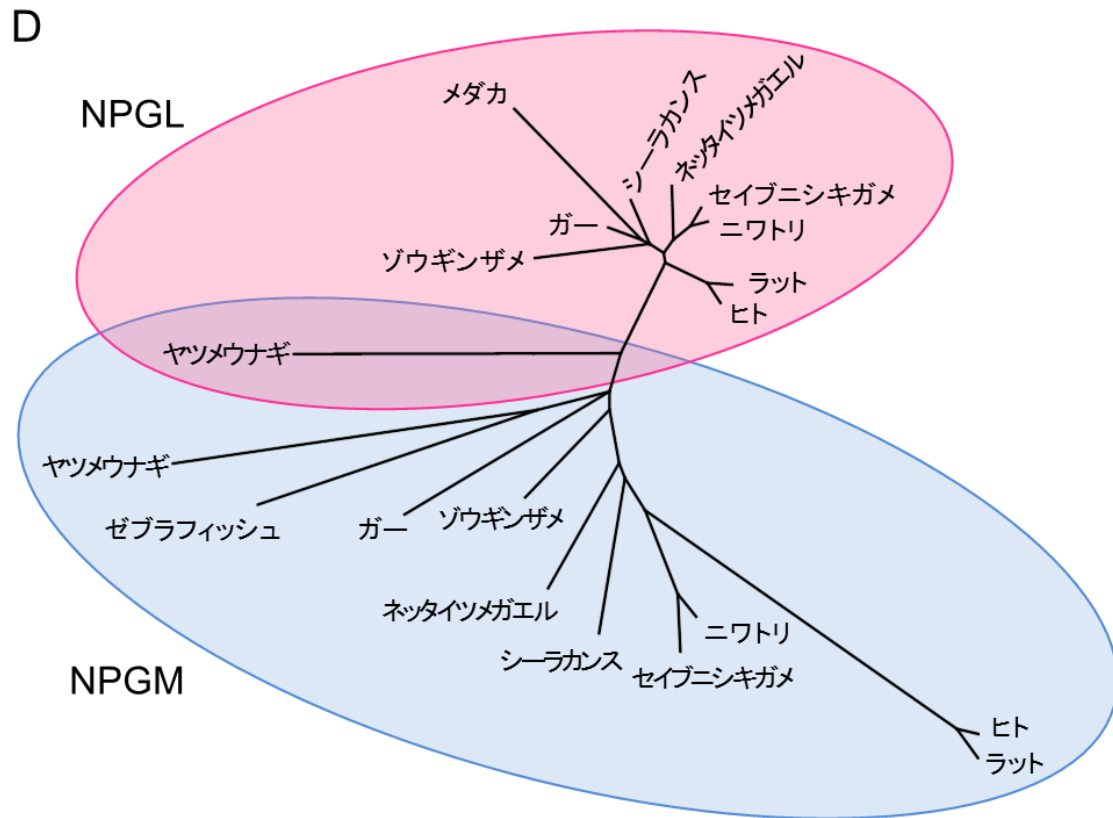 D
NPGL
メダカ
シーラカンス
ネッタイツメガエル
セイブニシキガメ
ニワトリ
ガー
ゾウギンザメ
ラット
ヒト
ヤツメウナギ
ヤツメウナギ
ゼブラフィッシュ
ガー
ゾウギンザメ
ネッタイツメガエル
シーラカンス
ニワトリ
セイブニシキガメ
NPGM
ヒト
ラット